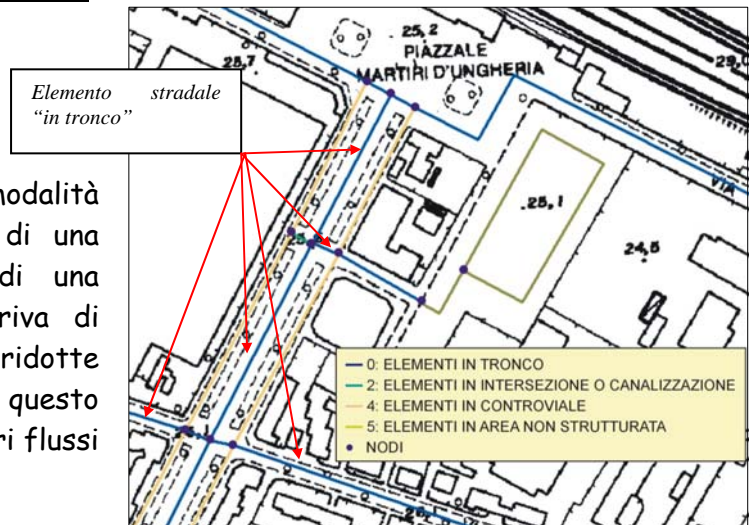 Elemento stradale
"in tronco"
modalità
di una
di una
riva di
ridotte
questo
ri flussi
25,2
PIAZZALE
MARTIRI D'UNGHERIA
25,7
29,0
VIA
25,1
24,5
0: ELEMENTI IN TRONCO
2: ELEMENTI IN INTERSEZIONE O CANALIZZAZIONE
4: ELEMENTI IN CONTROVIALE
5: ELEMENTI IN AREA NON STRUTTURATA
NODI